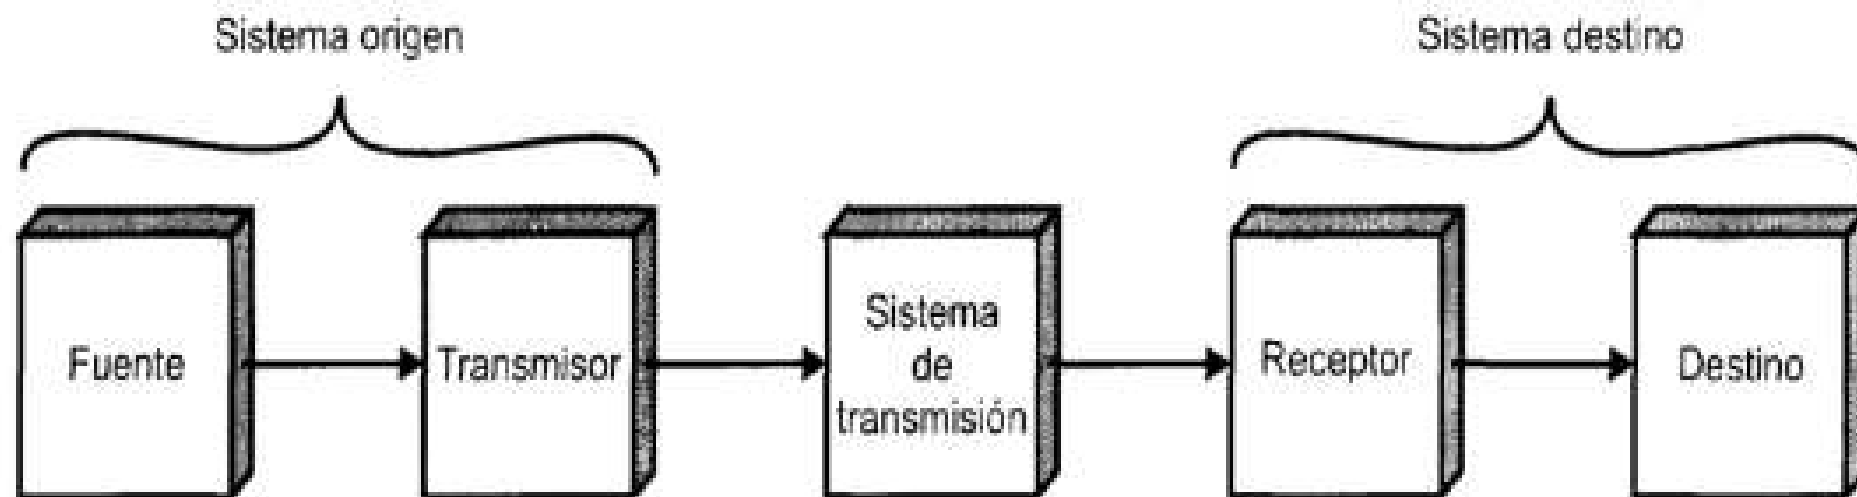 Sistema origen
Sistema destino
Fuente
Transmisor
Sistema
de
transmisión
Receptor
Destino